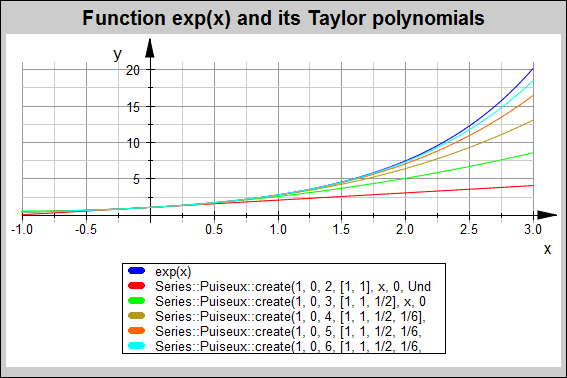 Function exp(x) and its Taylor polynomials
y
20
15
10
5
-1.0 -0.5 0.0 0.5 1.0 1.5 2.0 2.5 3.0
x
exp(x)
Series::Puiseux::create(1, 0, 2, [1, 1], x, 0, Und
Series::Puiseux::create(1, 0, 3, [1, 1, 1/2], x, 0
Series::Puiseux::create(1, 0, 4, [1, 1, 1/2, 1/6],
Series::Puiseux::create(1, 0, 5, [1, 1, 1/2, 1/6,
Series::Puiseux::create(1, 0, 6, [1, 1, 1/2, 1/6,